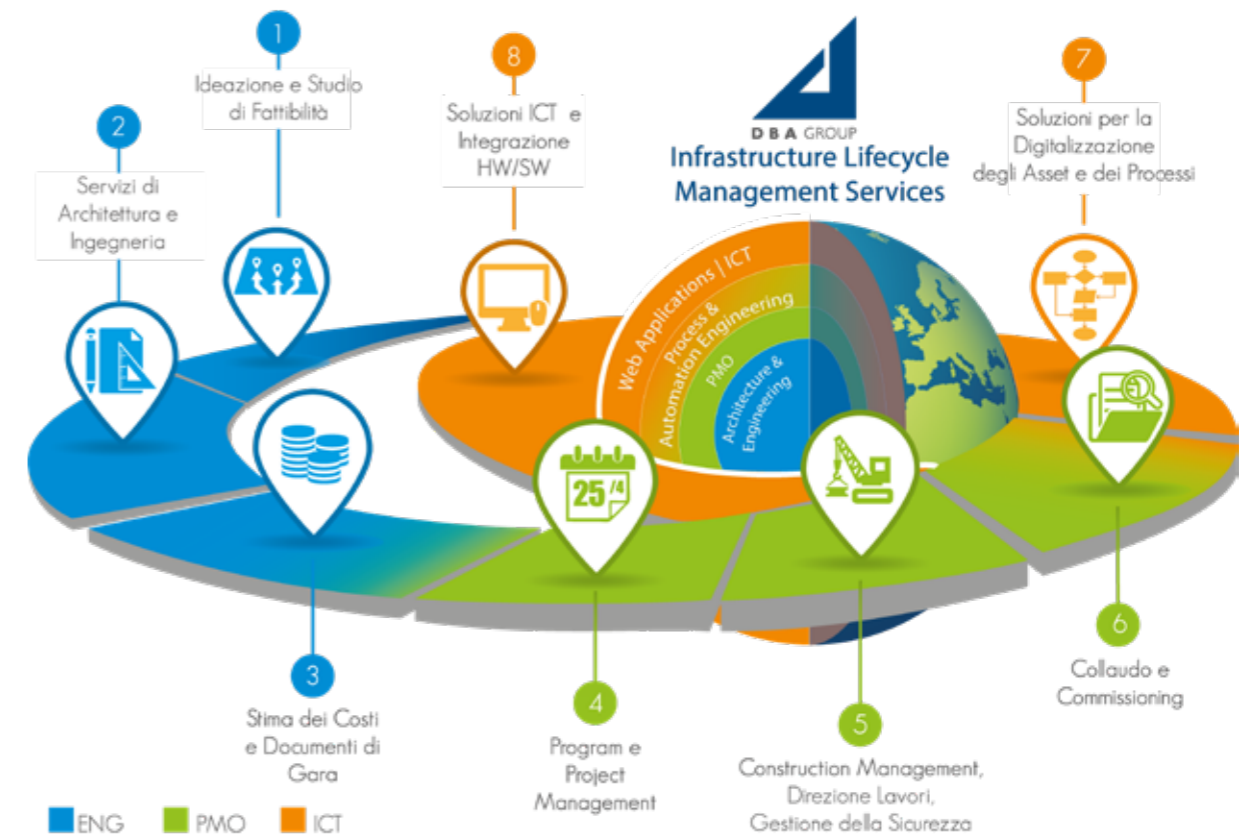 1
Ideazione e Studio
di Fattibilità
2
Servizi di
Architettura e
Ingegneria
8
Soluzioni ICT e
Integrazione
HW/SW
DBA GROUP
Infrastructure Lifecycle
Management Services
7
Soluzioni per la
Digitalizzazione
degli Asset e dei Processi
Web Applications | ICT
Process &
Automation Engineering
PMO
Architecture &
Engineering
25 /4
3
Stima dei Costi
e Documenti di
Gara
4
Program e
Project
Management
5
Construction Management,
Direzione Lavori,
Gestione della Sicurezza
6
Collaudo e
Commissioning
ENG PMO ICT